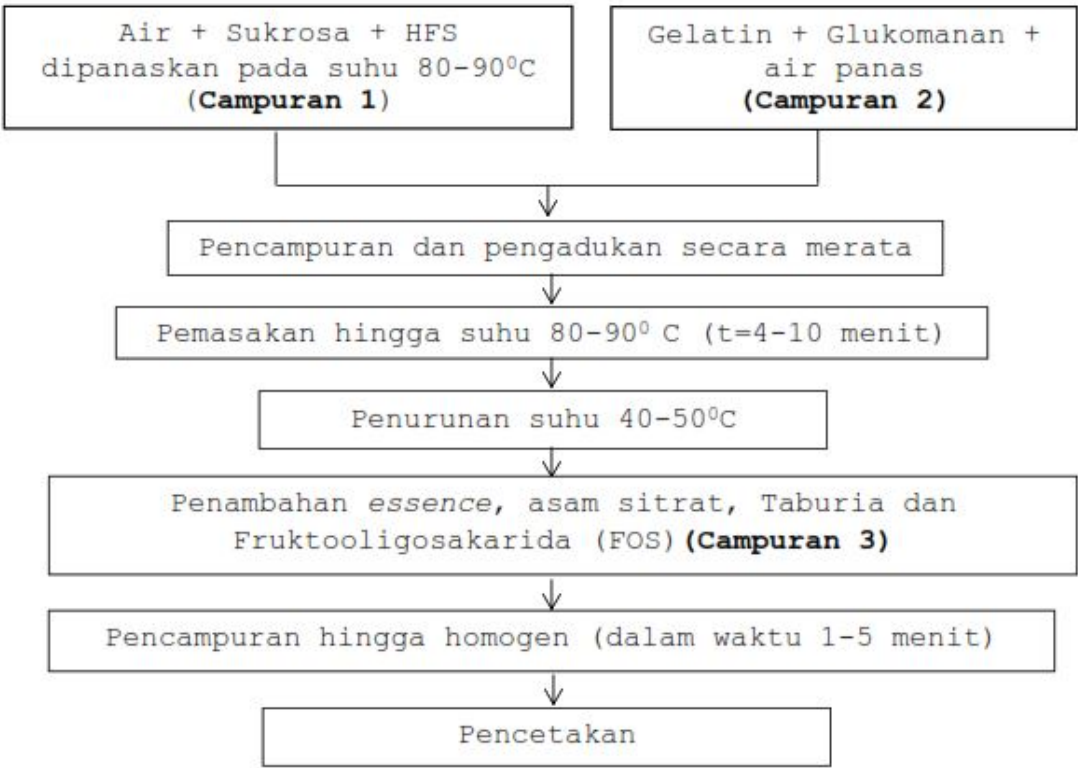 Air + Sukrosa + HFS
dipanaskan pada suhu 80-90⁰C
(Campuran 1)
Gelatin + Glukomanan +
air panas
(Campuran 2)
Pencampuran dan pengadukan secara merata
Pemasakan hingga suhu 80-90⁰ C (t=4-10 menit)
Penurunan suhu 40-50⁰C
Penambahan essence, asam sitrat, Taburia dan
Fruktooligosakarida (FOS)(Campuran 3)
Pencampuran hingga homogen (dalam waktu 1-5 menit)
Pencetakan